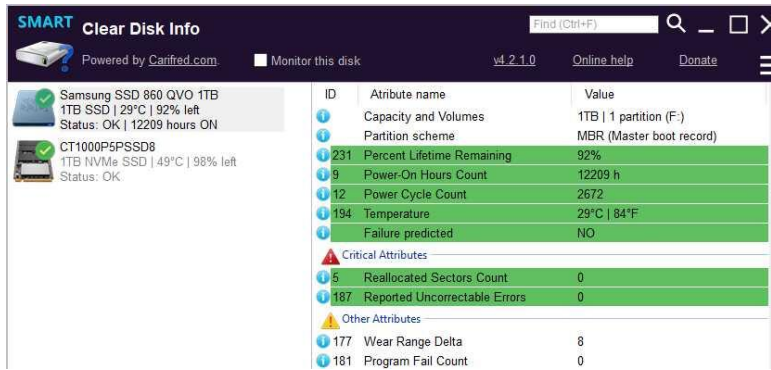 SMART Clear Disk Info
Find (Ctrl+F)
Powered by Carifred.com.
Monitor this disk
v4.2.1.0
Online help
Donate
Samsung SSD 860 QVO 1TB
1TB SSD | 29°C | 92% left
Status: OK | 12209 hours ON
CT1000P5PSSD8
1TB NVMe SSD | 49°C | 98% left
Status: OK
ID Atribute name Value
Capacity and Volumes 1TB | 1 partition (F:)
Partition scheme MBR (Master boot record)
231 Percent Lifetime Remaining 92%
9 Power-On Hours Count 12209 h
12 Power Cycle Count 2672
194 Temperature 29°C | 84°F
Failure predicted NO
Critical Attributes
5 Reallocated Sectors Count 0
187 Reported Uncorrectable Errors 0
Other Attributes
177 Wear Range Delta 8
181 Program Fail Count 0